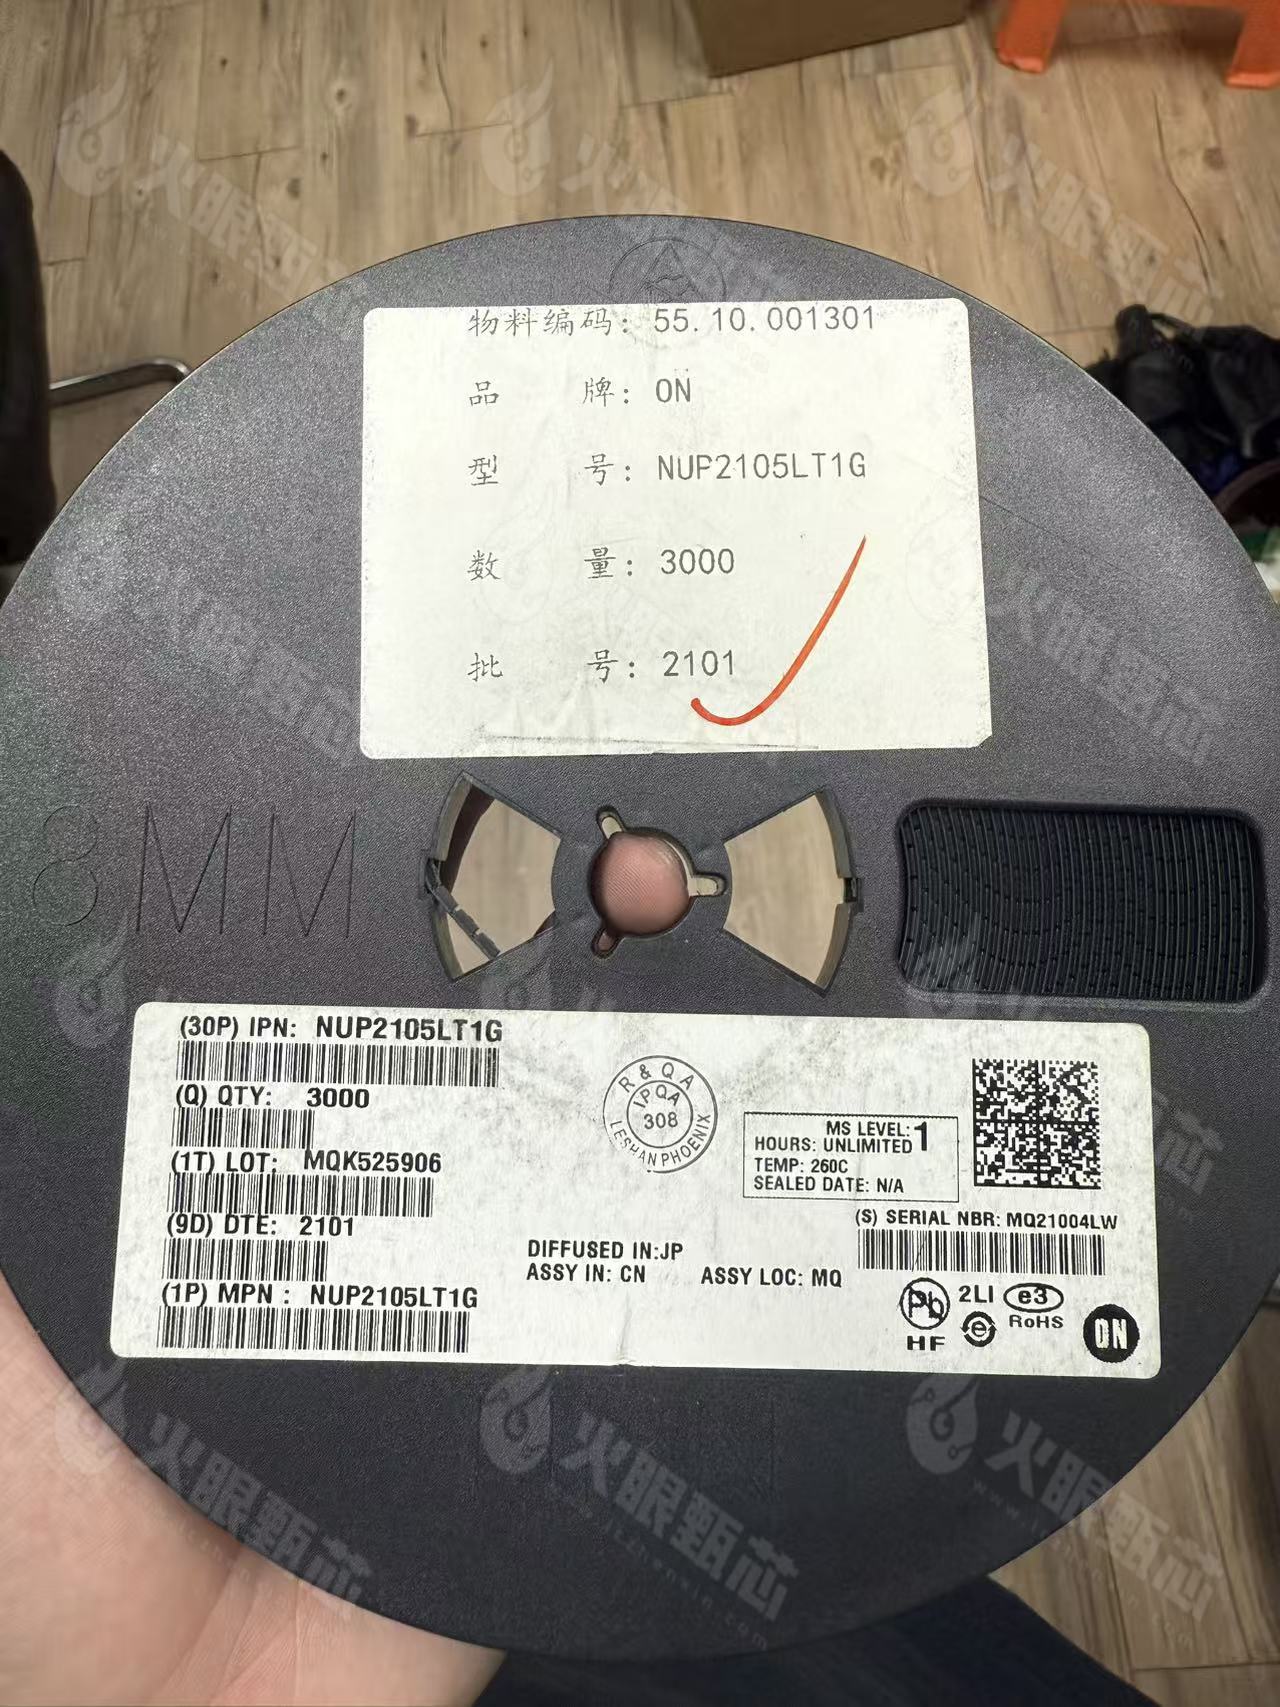 物料编码: 55.10.001301
品 牌: ON
型 号: NUP2105LT1G
数 量: 3000
批 号: 2101
8MM
(30P) IPN: NUP2105LT1G
(Q) QTY: 3000
(1T) LOT: MQK525906
(9D) DTE: 2101
(1P) MPN : NUP2105LT1G
R & QA
IPQA
308
LESHAN PHOENIX
MS LEVEL: 1
HOURS: UNLIMITED
TEMP: 260C
SEALED DATE: N/A
(S) SERIAL NBR: MQ21004LW
DIFFUSED IN:JP
ASSY IN: CN ASSY LOC: MQ
Pb
HF
2LI
e
e3
RoHS
ON
火眼甄芯